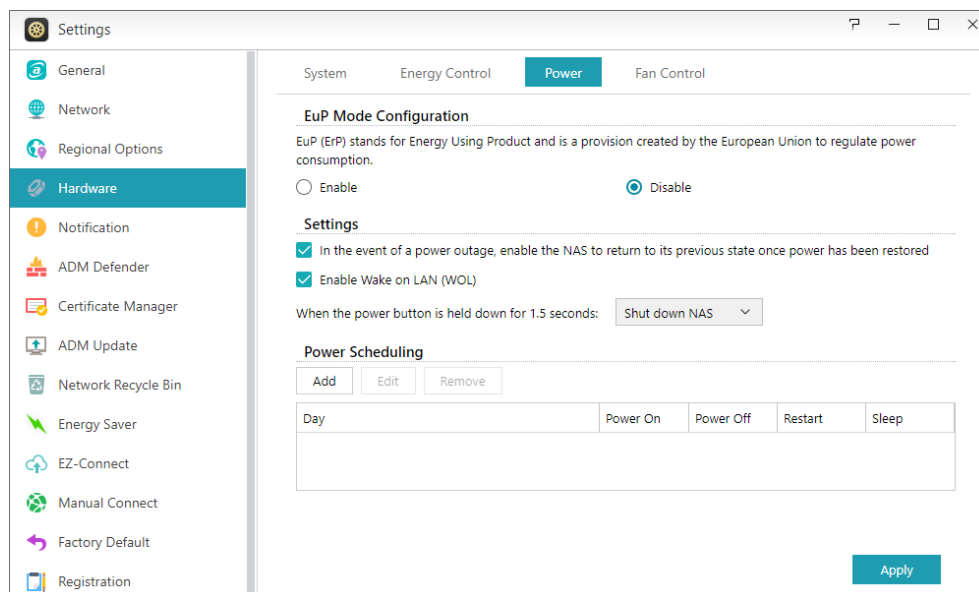 Settings
General
Network
Regional Options
Hardware
Notification
ADM Defender
Certificate Manager
ADM Update
Network Recycle Bin
Energy Saver
EZ-Connect
Manual Connect
Factory Default
Registration
System Energy Control Power Fan Control
EuP Mode Configuration
EuP (ErP) stands for Energy Using Product and is a provision created by the European Union to regulate power
consumption.
Enable Disable
Settings
In the event of a power outage, enable the NAS to return to its previous state once power has been restored
Enable Wake on LAN (WOL)
When the power button is held down for 1.5 seconds: Shut down NAS
Power Scheduling
Add Edit Remove
Day Power On Power Off Restart Sleep
Apply